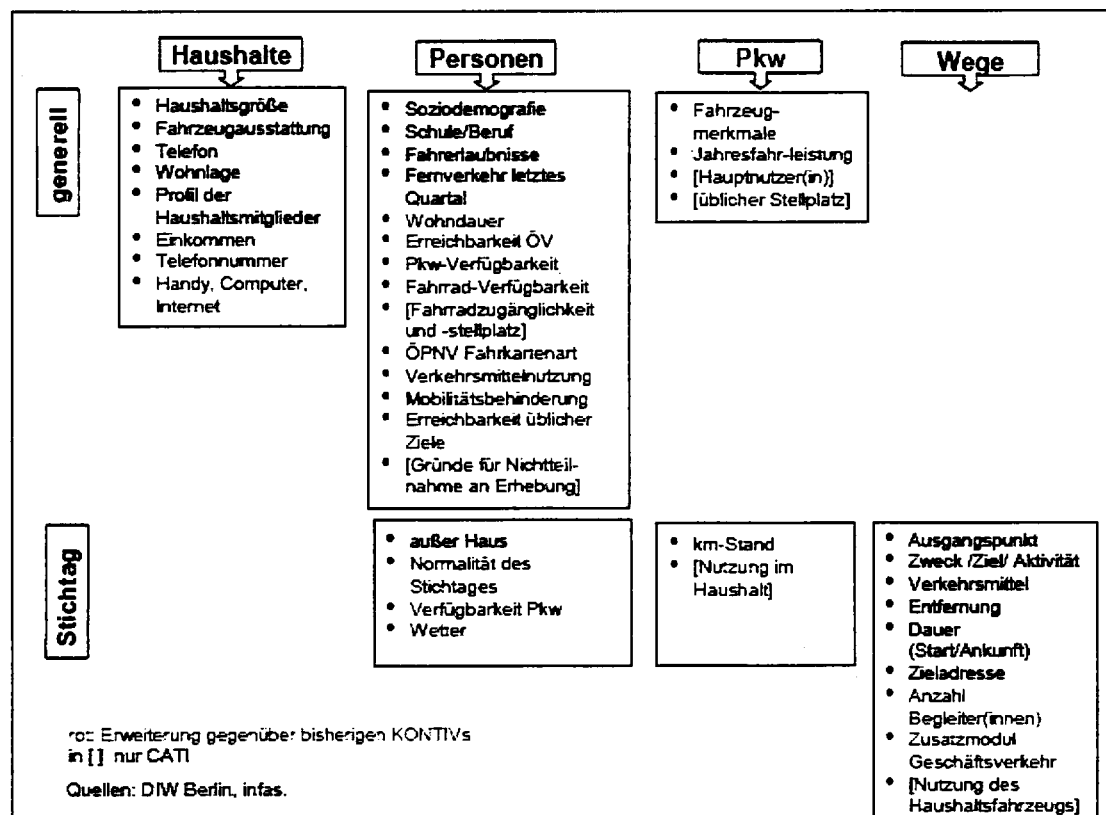 Haushalte
Personen
Pkw
Wege
generell
• Haushaltsgröße
• Fahrzeugausstattung
• Telefon
• Wohnlage
• Profil der
Haushaltsmitglieder
• Einkommen
• Telefonnummer
• Handy, Computer,
Internet
• Soziodemografie
• Schule/Beruf
• Fahrerlaubnisse
• Fernverkehr letztes
Quartal
• Wohndauer
• Erreichbarkeit ÖV
• Pkw-Verfügbarkeit
• Fahrrad-Verfügbarkeit
• [Fahrradzugänglichkeit
und -stellplatz]
• ÖPNV Fahrkartenart
• Verkehrsmittelnutzung
• Mobilitätsbehinderung
• Erreichbarkeit üblicher
Ziele
• [Gründe für Nichtteil-
nahme an Erhebung]
• Fahrzeug-
merkmale
• Jahresfahr-leistung
• [Hauptnutzer(in)]
• [üblicher Stellplatz]
Stichtag
• außer Haus
• Normalität des
Stichtages
• Verfügbarkeit Pkw
• Wetter
• km-Stand
• [Nutzung im
Haushalt]
• Ausgangspunkt
• Zweck /Ziel/ Aktivität
• Verkehrsmittel
• Entfernung
• Dauer
(Start/Ankunft)
• Zieladresse
• Anzahl
Begleiter(innen)
• Zusatzmodul
Geschäftsverkehr
• [Nutzung des
Haushaltsfahrzeugs]
rot: Erweiterung gegenüber bisherigen KONTIVs
in [ ] nur CATI
Quellen: DIW Berlin, infas.